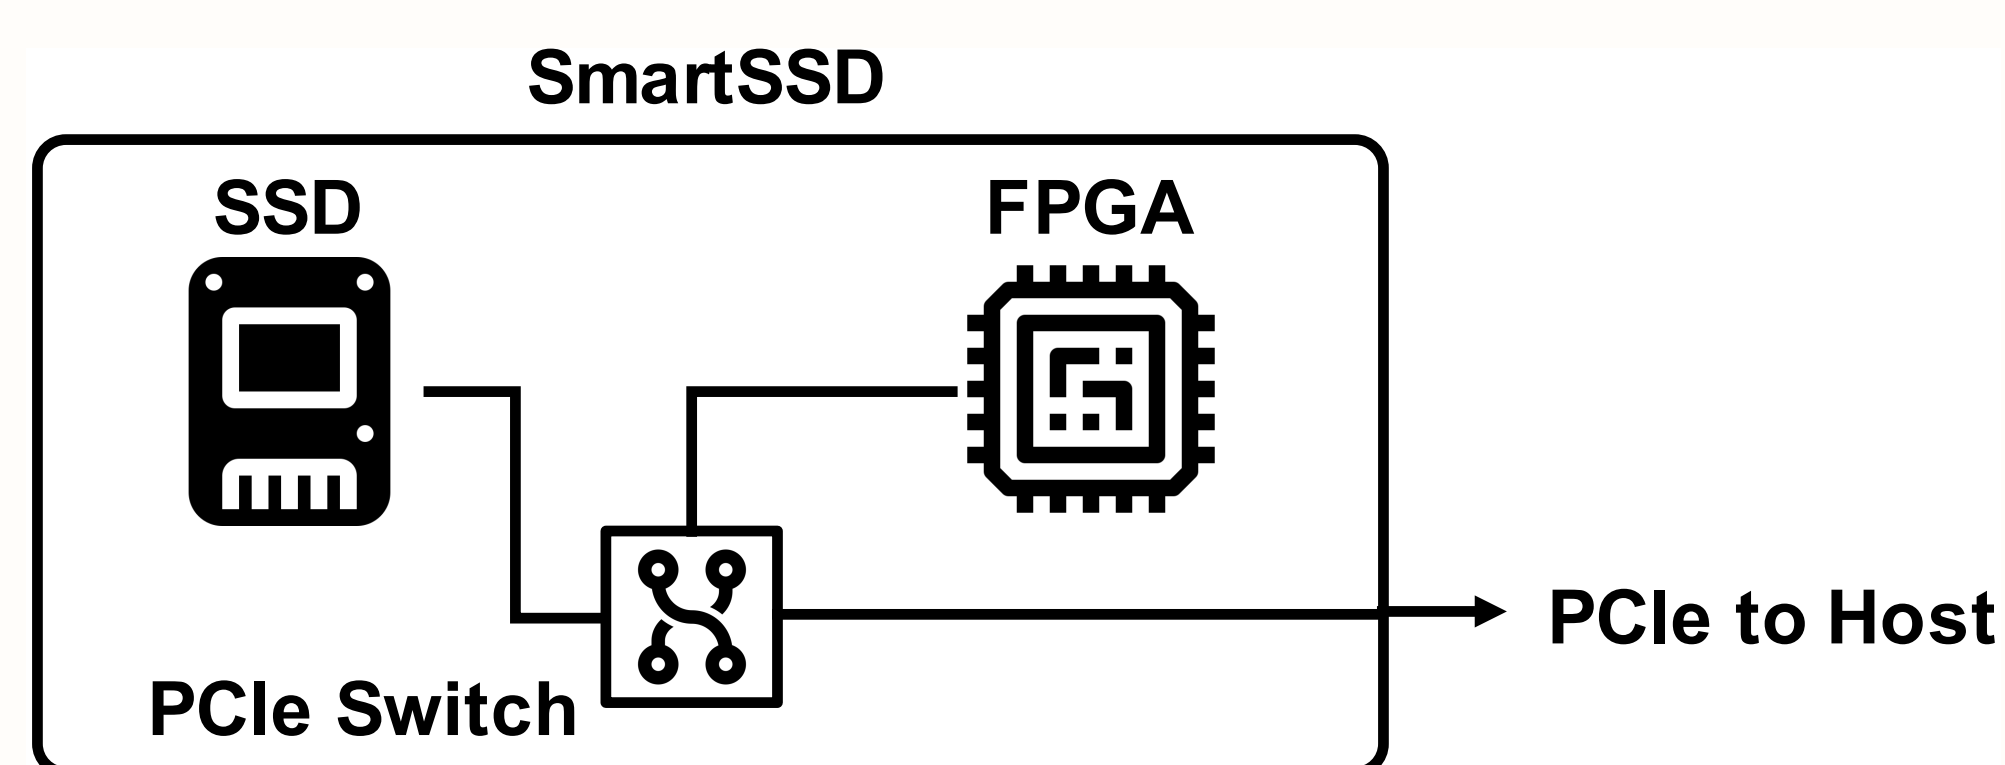 SmartSSD
SSD
FPGA
PCIe to Host
PCIe Switch